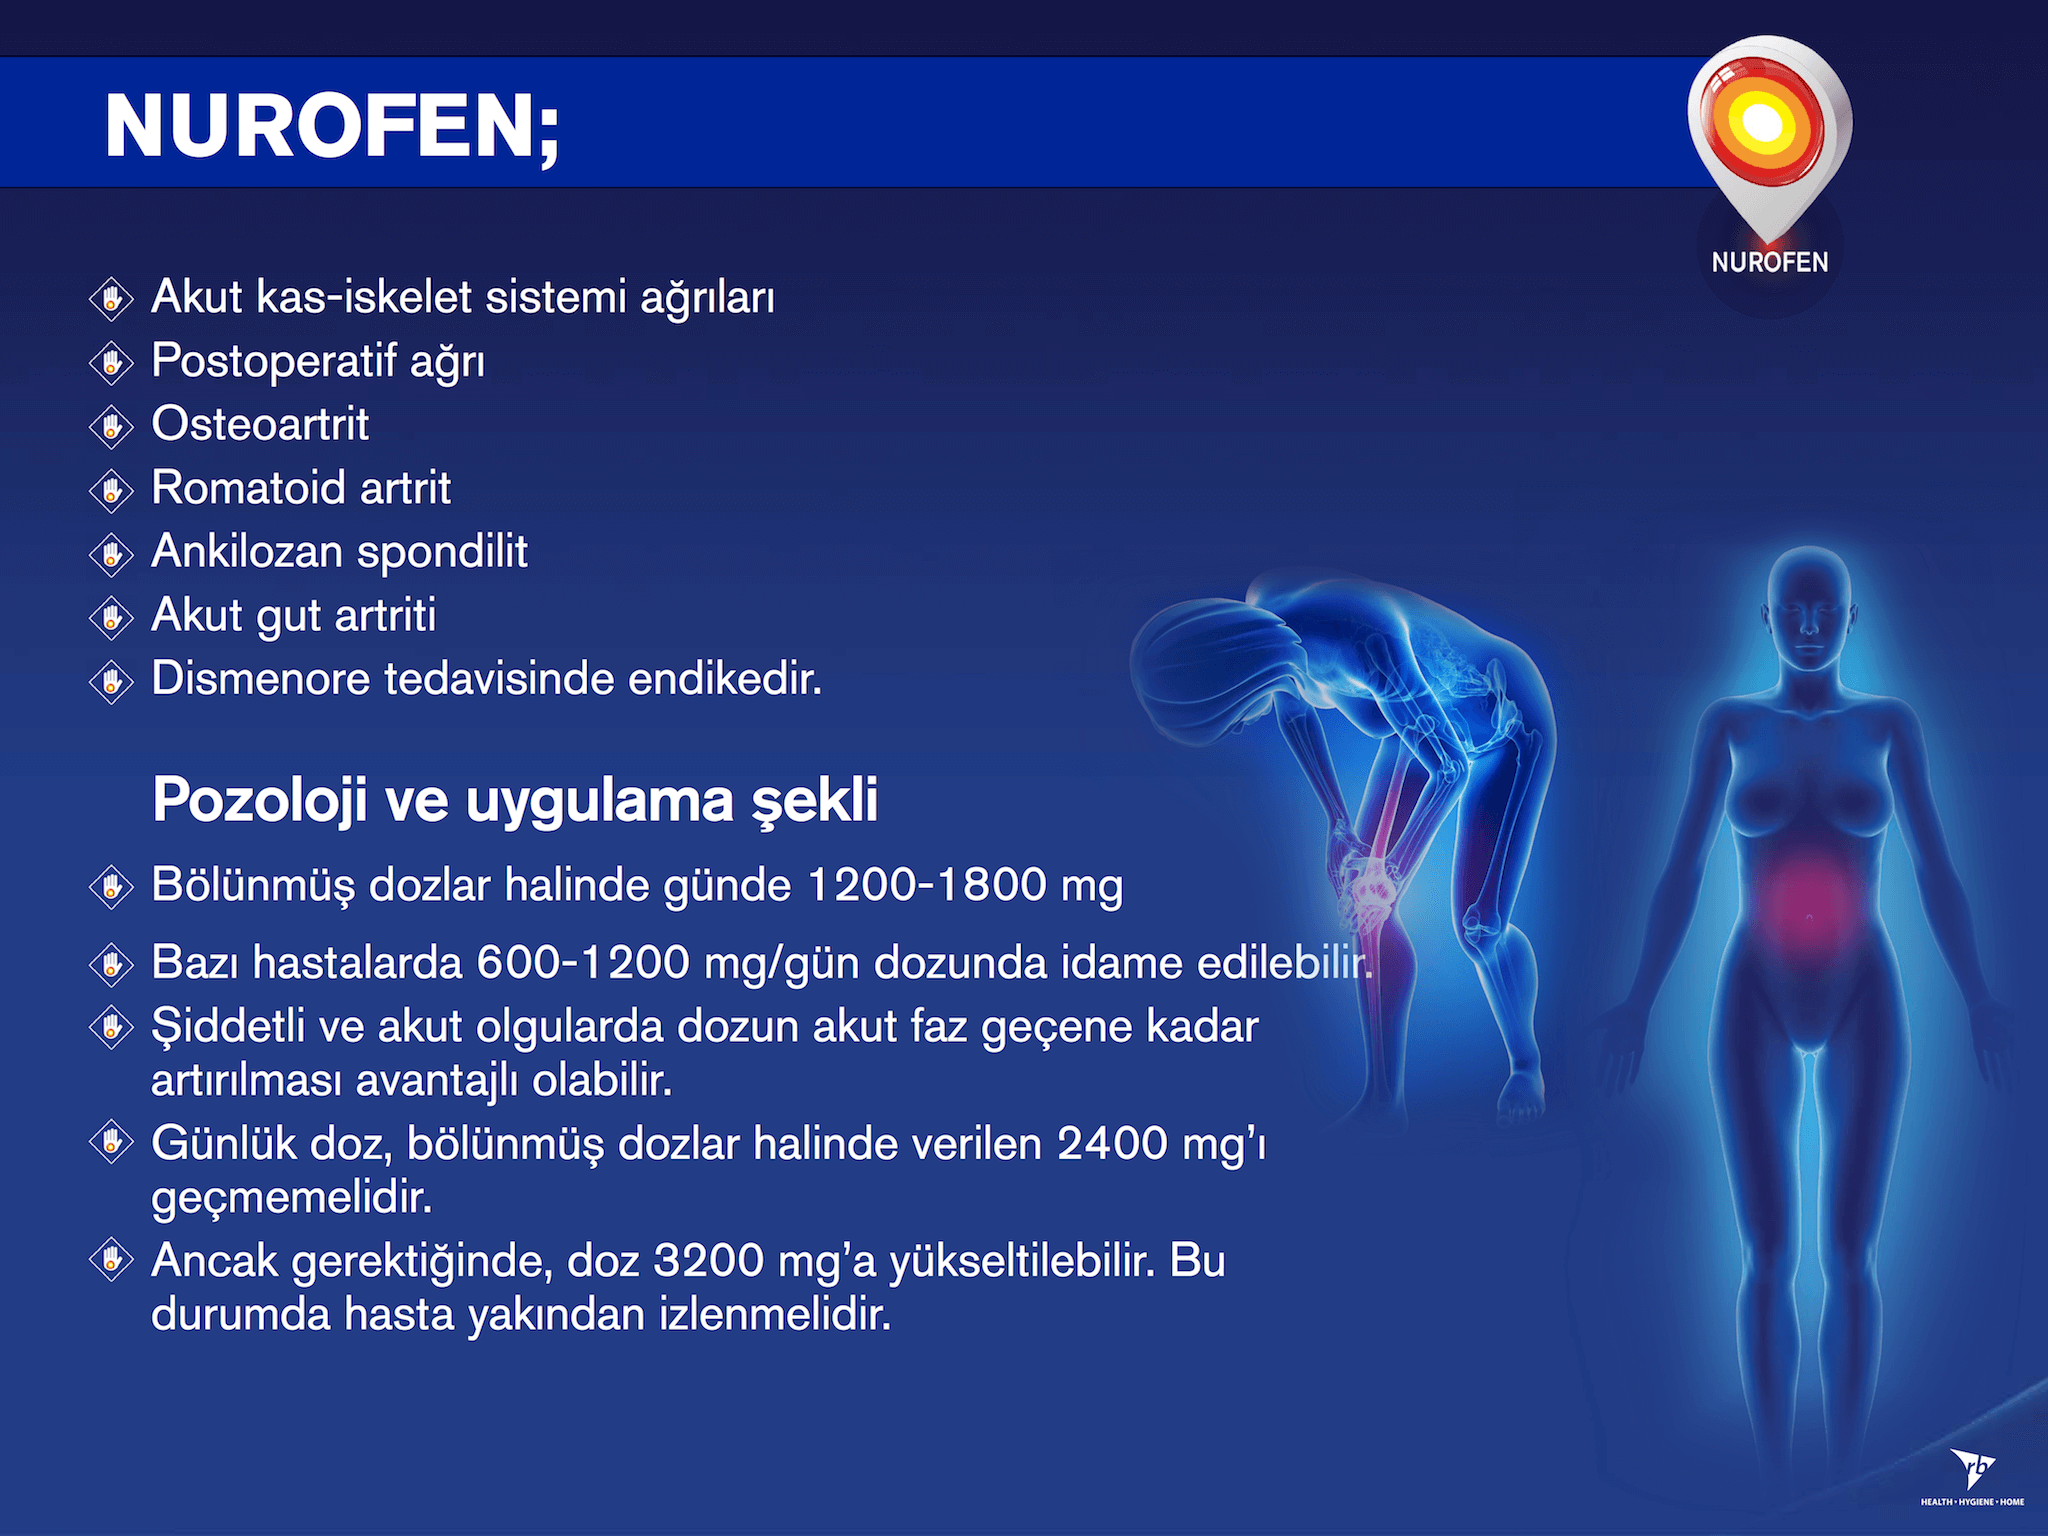 NUROFEN;
NUROFEN
Akut kas-iskelet sistemi ağrıları
Postoperatif ağrı
Osteoartrit
Romatoid artrit
Ankilozan spondilit
Akut gut artriti
Dismenore tedavisinde endikedir.
Pozoloji ve uygulama şekli
Bölünmüş dozlar halinde günde 1200-1800 mg
Bazı hastalarda 600-1200 mg/gün dozunda idame edilebilir.
Şiddetli ve akut olgularda dozun akut faz geçene kadar
artırılması avantajlı olabilir.
Günlük doz, bölünmüş dozlar halinde verilen 2400 mg’ı
geçmemelidir.
Ancak gerektiğinde, doz 3200 mg’a yükseltilebilir. Bu
durumda hasta yakından izlenmelidir.
rb
HEALTH • HYGIENE • HOME